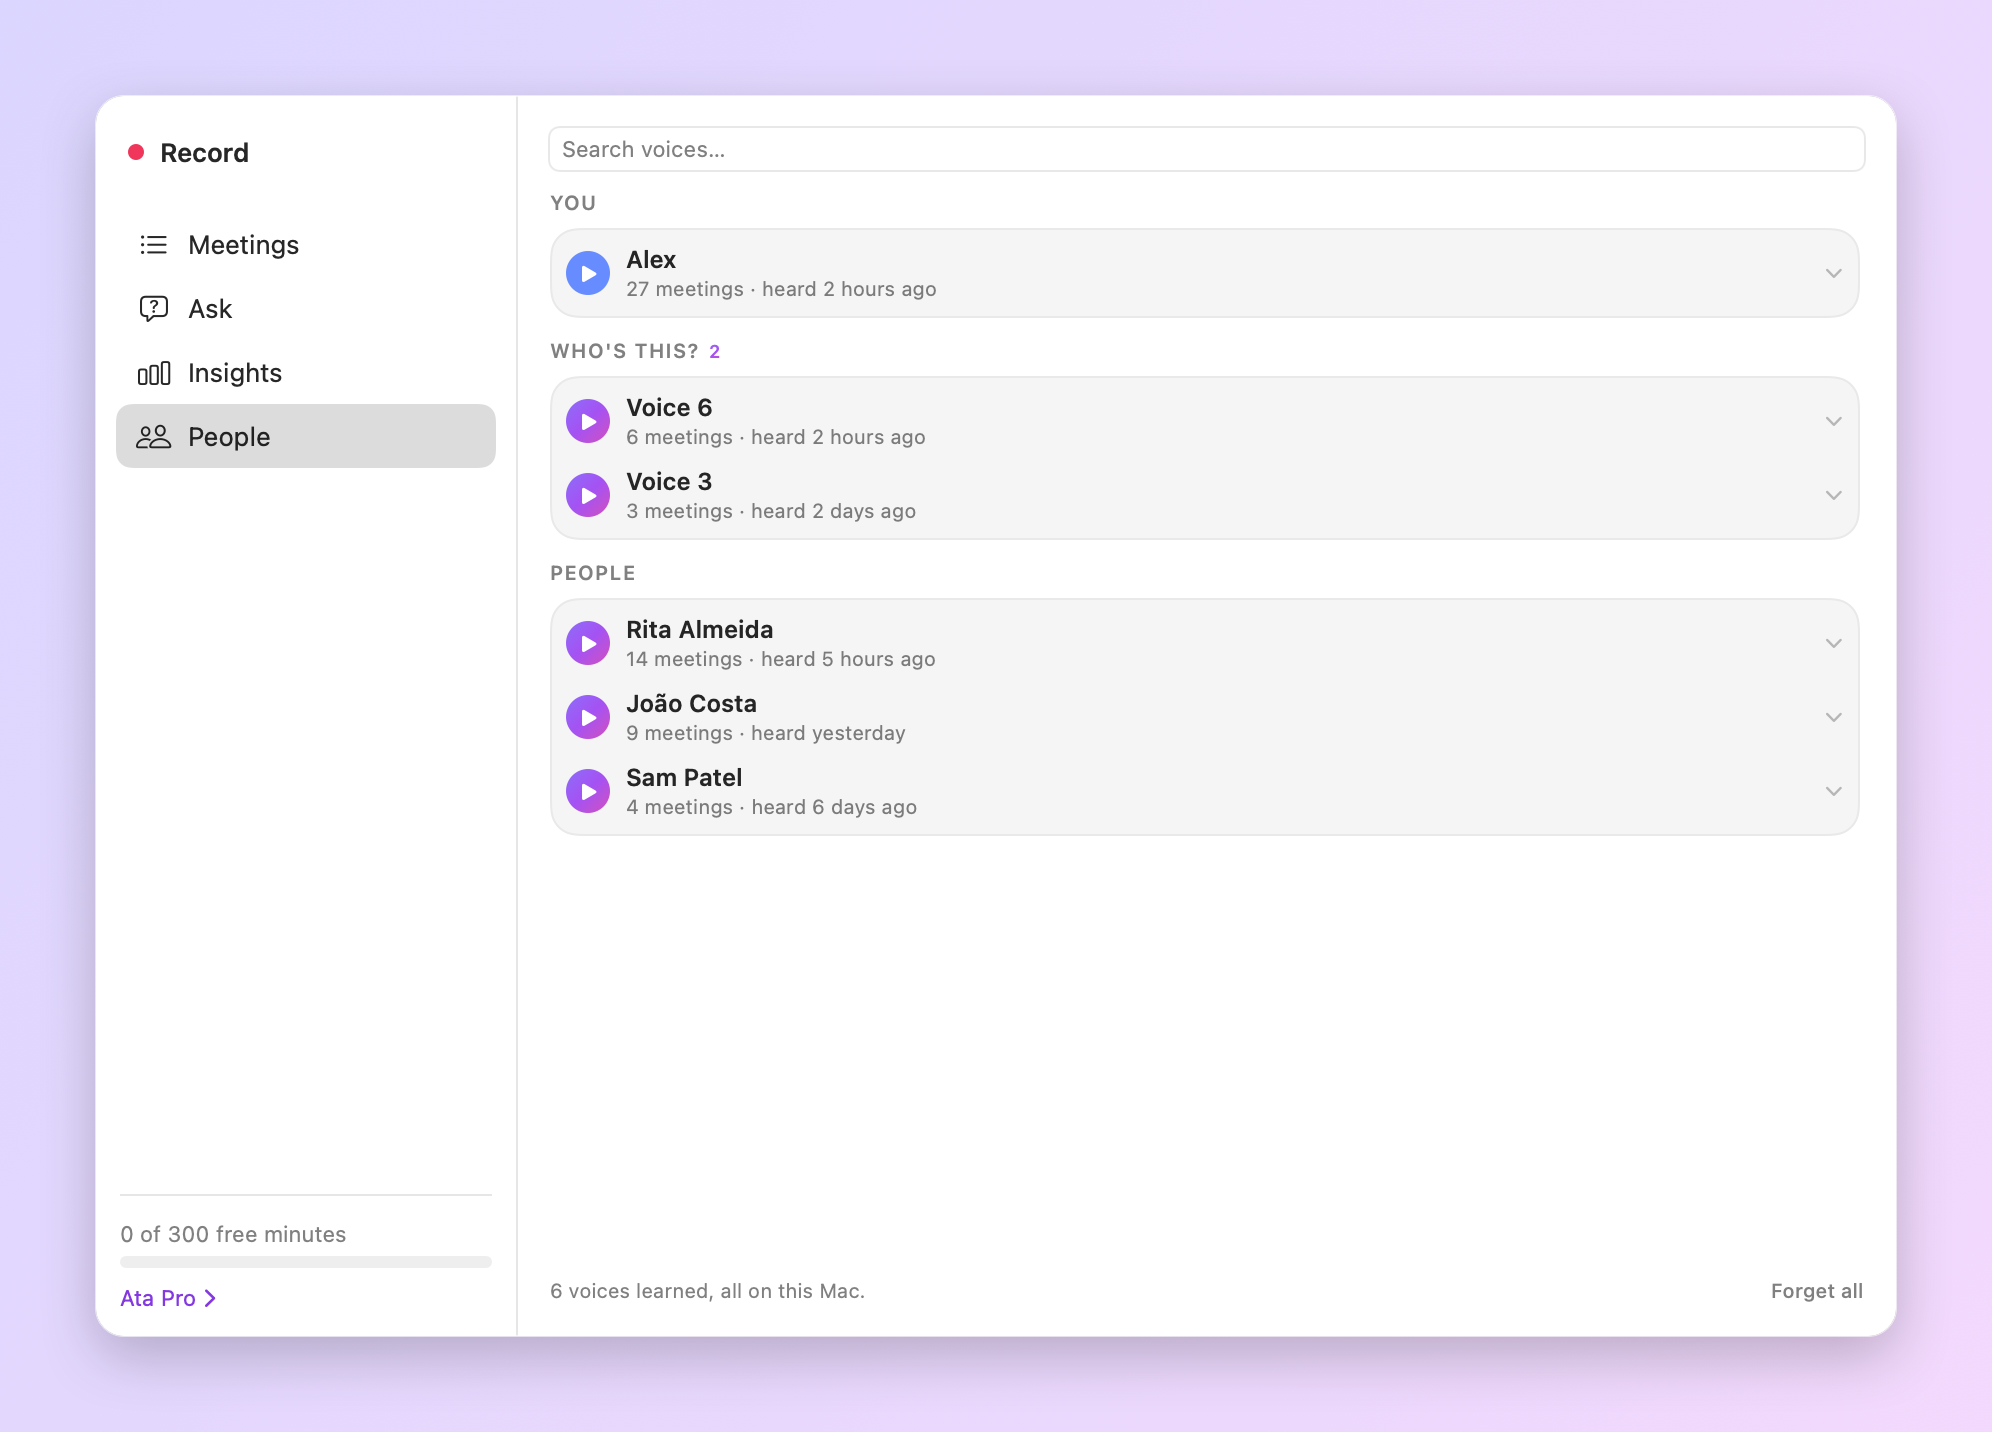 Record
Meetings
Ask
Insights
People
0 of 300 free minutes
Ata Pro
Search voices...
YOU
Alex
27 meetings · heard 2 hours ago
WHO'S THIS? 2
Voice 6
6 meetings · heard 2 hours ago
Voice 3
3 meetings · heard 2 days ago
PEOPLE
Rita Almeida
14 meetings · heard 5 hours ago
João Costa
9 meetings · heard yesterday
Sam Patel
4 meetings · heard 6 days ago
6 voices learned, all on this Mac.
Forget all